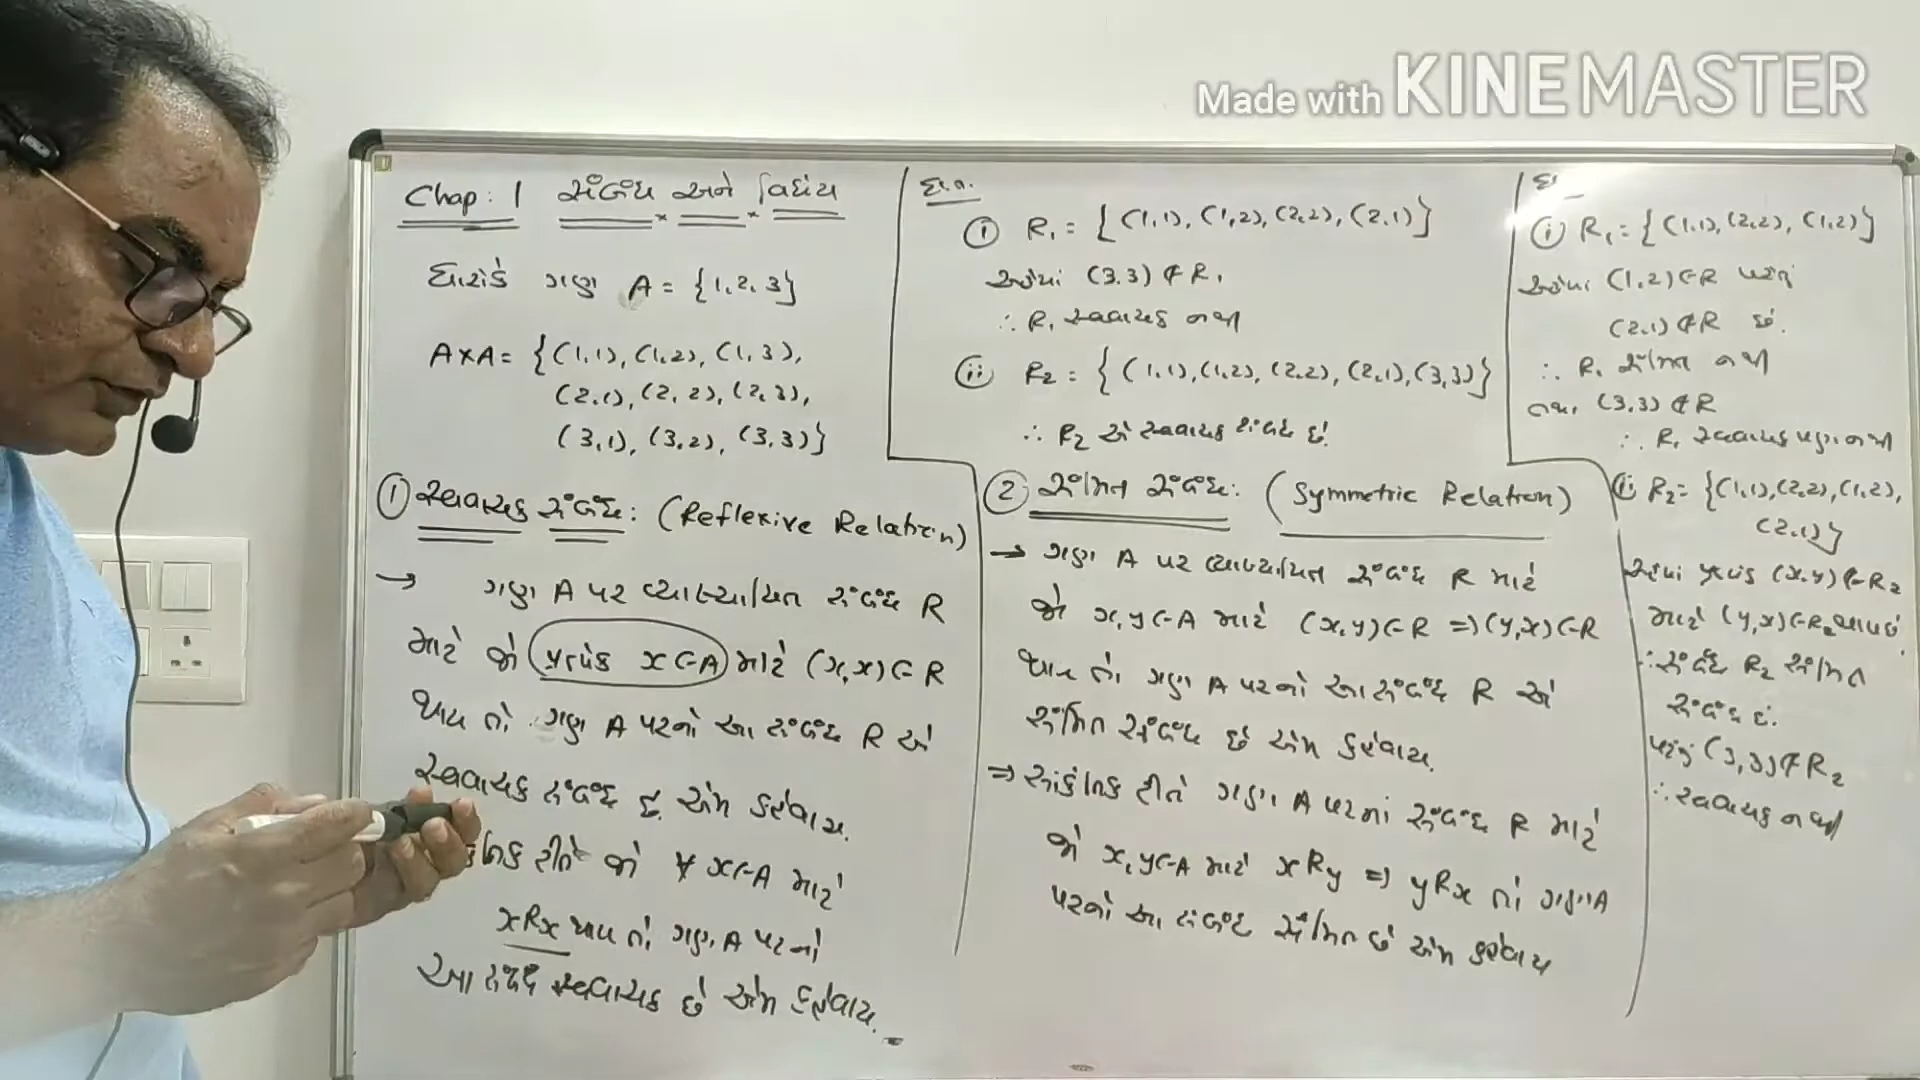 Made with KINEMASTER
Chap : 1 સંબંધ અને વિધેય
ધારોકે ગણ A = {1, 2, 3}
A×A = {(1,1), (1,2), (1,3),
(2,1), (2,2), (2,3),
(3,1), (3,2), (3,3)}
① સ્વવાચક સંબંધ : (Reflexive Relation)
→ ગણ A પર વ્યાખ્યાયિત સંબંધ R
માટે જો પ્રત્યેક x∈A માટે (x,x)∈R
થાય તો ગણ A પરનો આ સંબંધ R એ
સ્વવાચક સંબંધ છે એમ કહેવાય.
રીતે જો ∀ x∈A માટે
xRx થાય તો ગણ A પરનો
આ સંબંધ સ્વવાચક છે એમ કહેવાય.
દા.ત.
ⓘ R₁ = {(1,1), (1,2), (2,2), (2,1)}
અહીંયાં (3,3) ∉ R₁
∴ R₁ સ્વવાચક નથી
ⓘⓘ R₂ = {(1,1), (1,2), (2,2), (2,1), (3,3)}
∴ R₂ એ સ્વવાચક સંબંધ છે.
② સંમિત સંબંધ : (Symmetric Relation)
→ ગણ A પર વ્યાખ્યાયિત સંબંધ R માટે
જો x,y∈A માટે (x,y)∈R ⇒ (y,x)∈R
થાય તો ગણ A પરનો આ સંબંધ R એ
સંમિત સંબંધ છે એમ કહેવાય.
⇒ સાંકેતિક રીતે ગણ A પરનાં સંબંધ R માટે
જો x,y∈A માટે xRy ⇒ yRx તો ગણ A
પરનો આ સંબંધ સંમિત છે એમ કહેવાય
દા
ⓘ R₁ = {(1,1), (2,2), (1,2)}
અહીંયા (1,2)∈R પરંતુ
(2,1)∉R છે.
∴ R₁ સંમિત નથી
તથા (3,3)∉R
∴ R₁ સ્વવાચક પણ નથી
ⓘⓘ R₂ = {(1,1), (2,2), (1,2),
(2,1)}
પ્રત્યેક (x,y)∈R₂
માટે (y,x)∈R₂ થાય છે.
∴ સંબંધ R₂ સંમિત
સંબંધ છે.
પરંતુ (3,3)∉R₂
∴ સ્વવાચક નથી